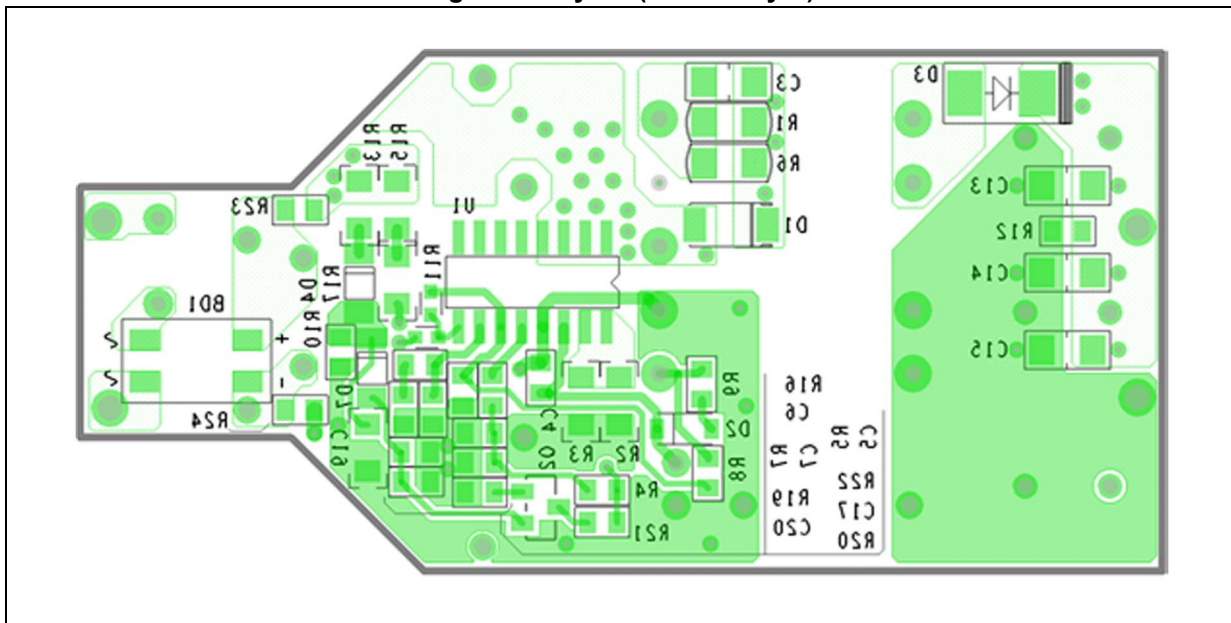 D3
C3
R1
R6
R13
R15
C13
R23
U1
D1
R12
R11
R17
D4
C14
BD1
R10
~
+
C15
~
-
R9
R16
D7
C6
R24
C4
D2
C5
R5
C19
Q2
R3
R2
R8
R7
C7
R22
R4
R19
C17
R21
C20
R20